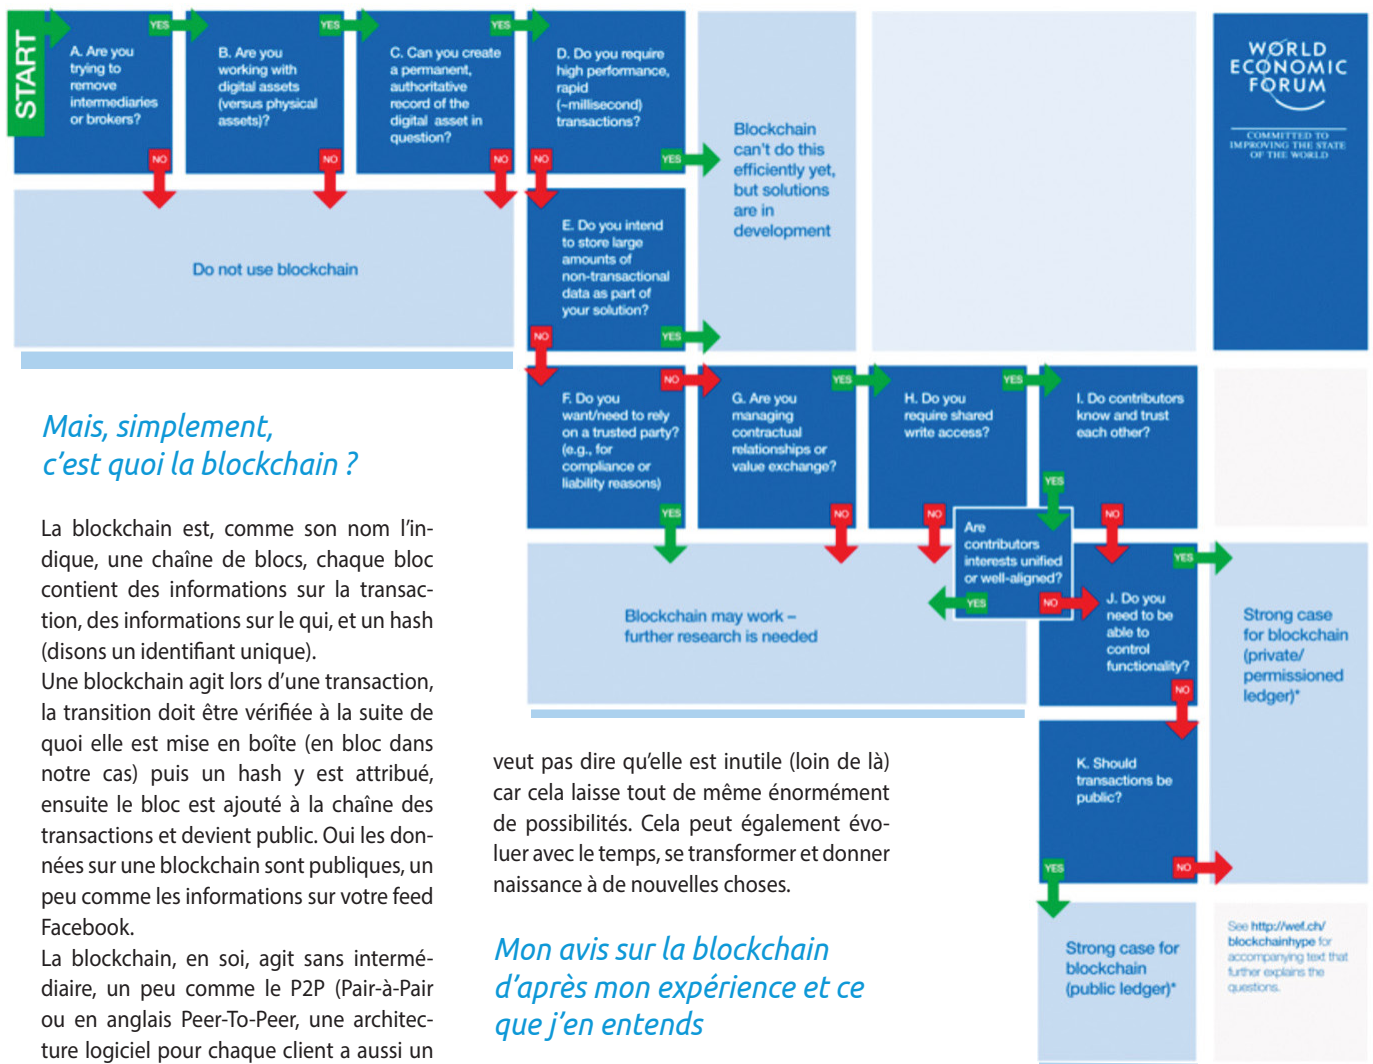 START
A. Are you
trying to
remove
intermediaries
or brokers?
YES
NO
B. Are you
working with
digital assets
(versus physical
assets)?
YES
NO
C. Can you create
a permanent,
authoritative
record of the
digital asset in
question?
YES
NO
D. Do you require
high performance,
rapid
(~millisecond)
transactions?
NO
YES
Blockchain
can't do this
efficiently yet,
but solutions
are in
development
WORLD
ECONOMIC
FORUM
COMMITTED TO
IMPROVING THE STATE
OF THE WORLD
Do not use blockchain
E. Do you intend
to store large
amounts of
non-transactional
data as part of
your solution?
NO
YES
F. Do you
want/need to rely
on a trusted party?
(e.g., for
compliance or
liability reasons)
NO
YES
G. Are you
managing
contractual
relationships or
value exchange?
YES
NO
H. Do you
require shared
write access?
YES
NO
I. Do contributors
know and trust
each other?
YES
NO
Are
contributors
interests unified
or well-aligned?
YES
NO
Blockchain may work –
further research is needed
J. Do you
need to be
able to
control
functionality?
YES
NO
Strong case
for blockchain
(private/
permissioned
ledger)*
K. Should
transactions be
public?
YES
NO
Strong case for
blockchain
(public ledger)*
See http://wef.ch/
blockchainhype for
accompanying text that
further explains the
questions.
Mais, simplement,
c’est quoi la blockchain ?
La blockchain est, comme son nom l’in-
dique, une chaîne de blocs, chaque bloc
contient des informations sur la transac-
tion, des informations sur le qui, et un hash
(disons un identifiant unique).
Une blockchain agit lors d’une transaction,
la transition doit être vérifiée à la suite de
quoi elle est mise en boîte (en bloc dans
notre cas) puis un hash y est attribué,
ensuite le bloc est ajouté à la chaîne des
transactions et devient public. Oui les don-
nées sur une blockchain sont publiques, un
peu comme les informations sur votre feed
Facebook.
La blockchain, en soi, agit sans intermé-
diaire, un peu comme le P2P (Pair-à-Pair
ou en anglais Peer-To-Peer, une architec-
ture logiciel pour chaque client a aussi un
veut pas dire qu’elle est inutile (loin de là)
car cela laisse tout de même énormément
de possibilités. Cela peut également évo-
luer avec le temps, se transformer et donner
naissance à de nouvelles choses.
Mon avis sur la blockchain
d’après mon expérience et ce
que j’en entends